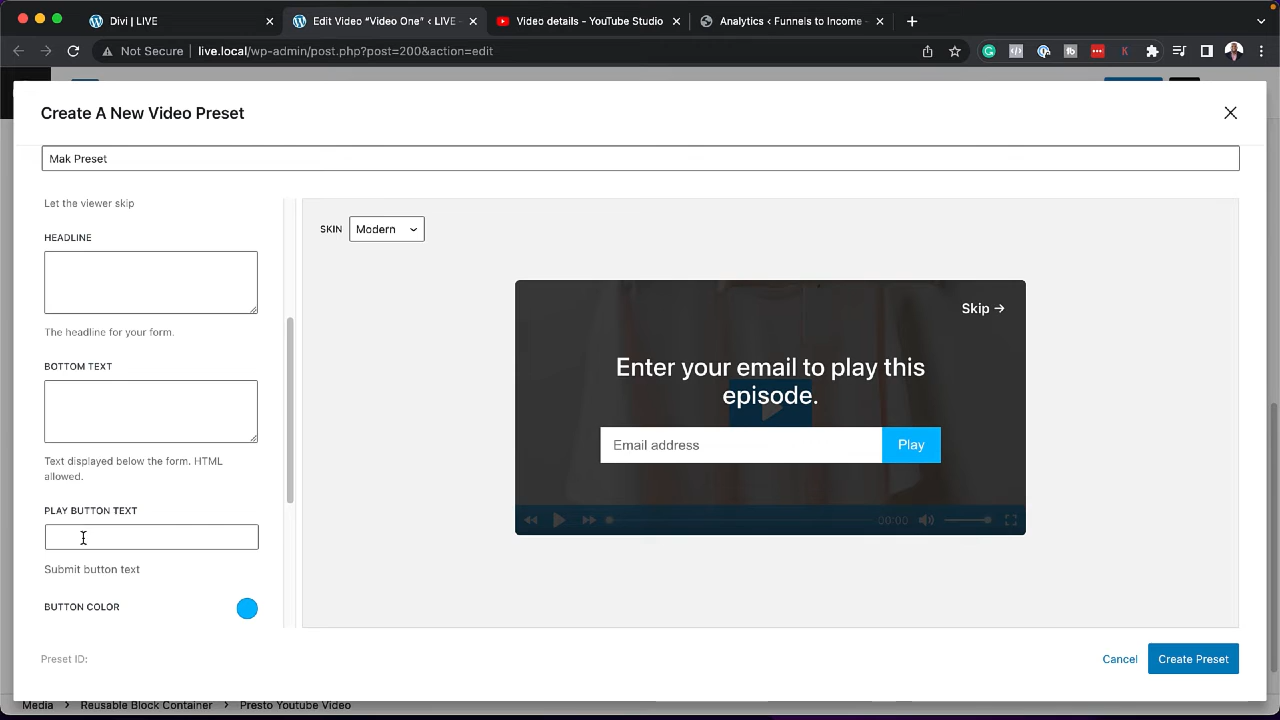 Divi | LIVE
Edit Video “Video One” ‹ LIVE
Video details - YouTube Studio
Analytics ‹ Funnels to Income
Not Secure
live.local/wp-admin/post.php?post=200&action=edit
Create A New Video Preset
Mak Preset
Let the viewer skip
SKIN
Modern
HEADLINE
Skip →
The headline for your form.
Enter your email to play this
episode.
BOTTOM TEXT
Email address
Play
Text displayed below the form. HTML
allowed.
PLAY BUTTON TEXT
00:00
Submit button text
BUTTON COLOR
Preset ID:
Cancel
Create Preset
Media
Reusable Block Container
Presto Youtube Video